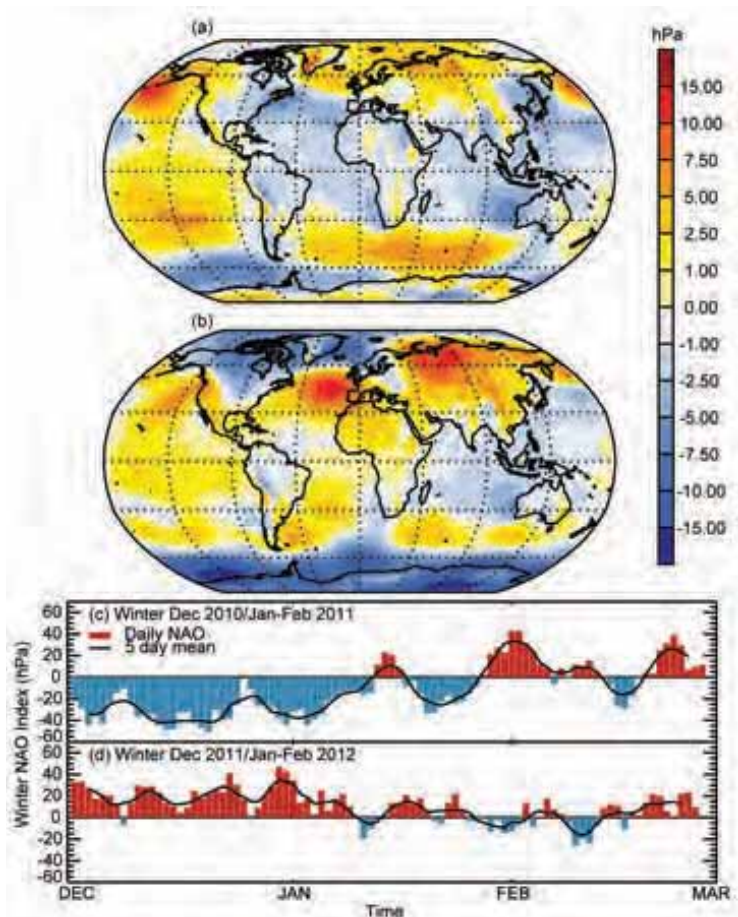 (a)
hPa
15.00
10.00
7.50
5.00
2.50
1.00
0.00
-1.00
-2.50
-5.00
-7.50
-10.00
-15.00
(b)
Winter NAO Index (hPa)
60
40
20
0
-20
-40
-60
(c) Winter Dec 2010/Jan-Feb 2011
Daily NAO
5 day mean
60
40
20
0
-20
-40
-60
(d) Winter Dec 2011/Jan-Feb 2012
DEC
JAN
FEB
MAR
Time